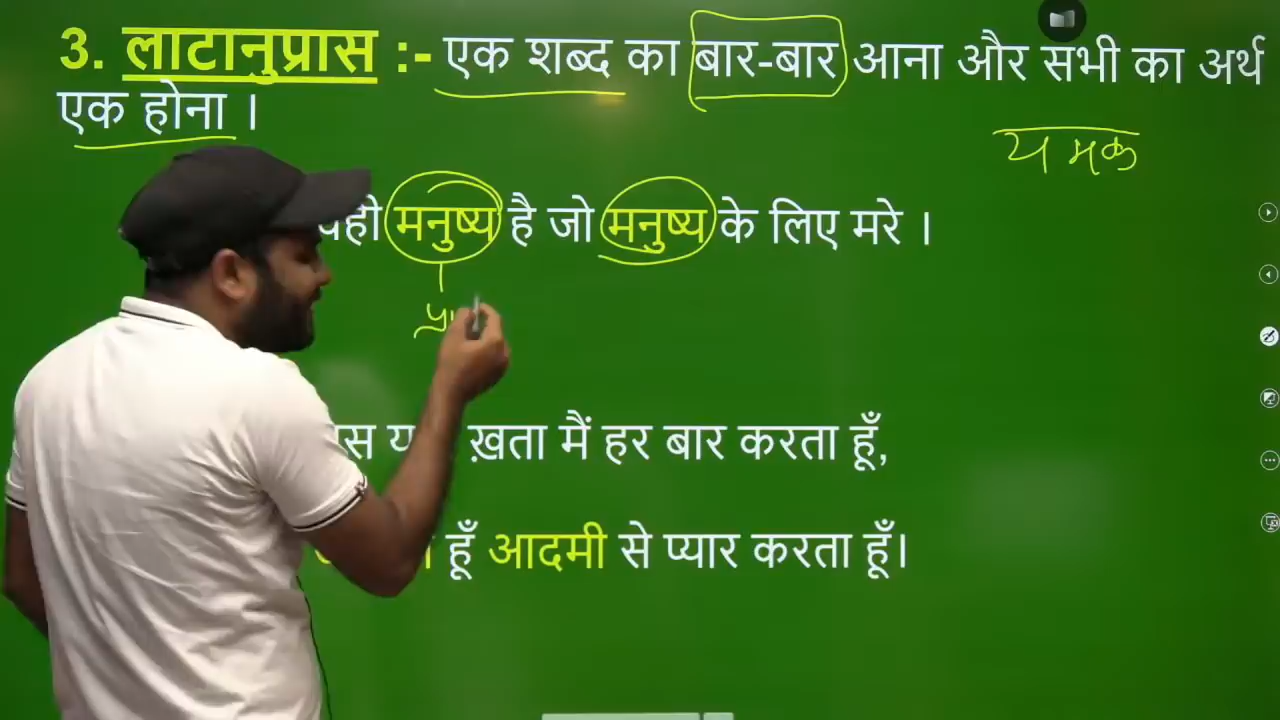 3. लाटानुप्रास :- एक शब्द का बार-बार आना और सभी का अर्थ
एक होना ।
यमक
मनुष्य है जो मनुष्य के लिए मरे ।
ख़ता मैं हर बार करता हूँ,
हूँ आदमी से प्यार करता हूँ।